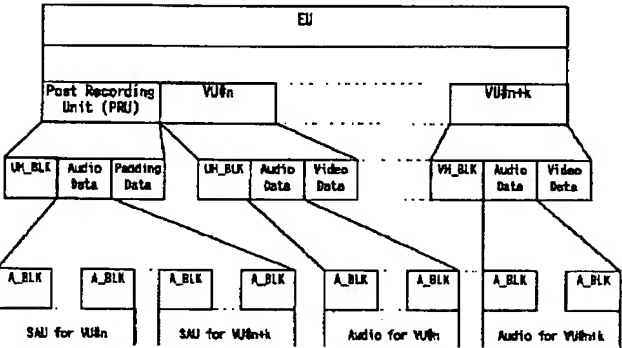 EU
Post Recording Unit (PRU) VU#n VU#n+k
UH_BLK Audio Data Padding Data UH_BLK Audio Data Video Data VH_BLK Audio Data Video Data
A_BLK A_BLK A_BLK A_BLK A_BLK A_BLK A_BLK A_BLK
SAU for VU#n SAU for VU#n+k Audio for VU#n Audio for VU#n+k